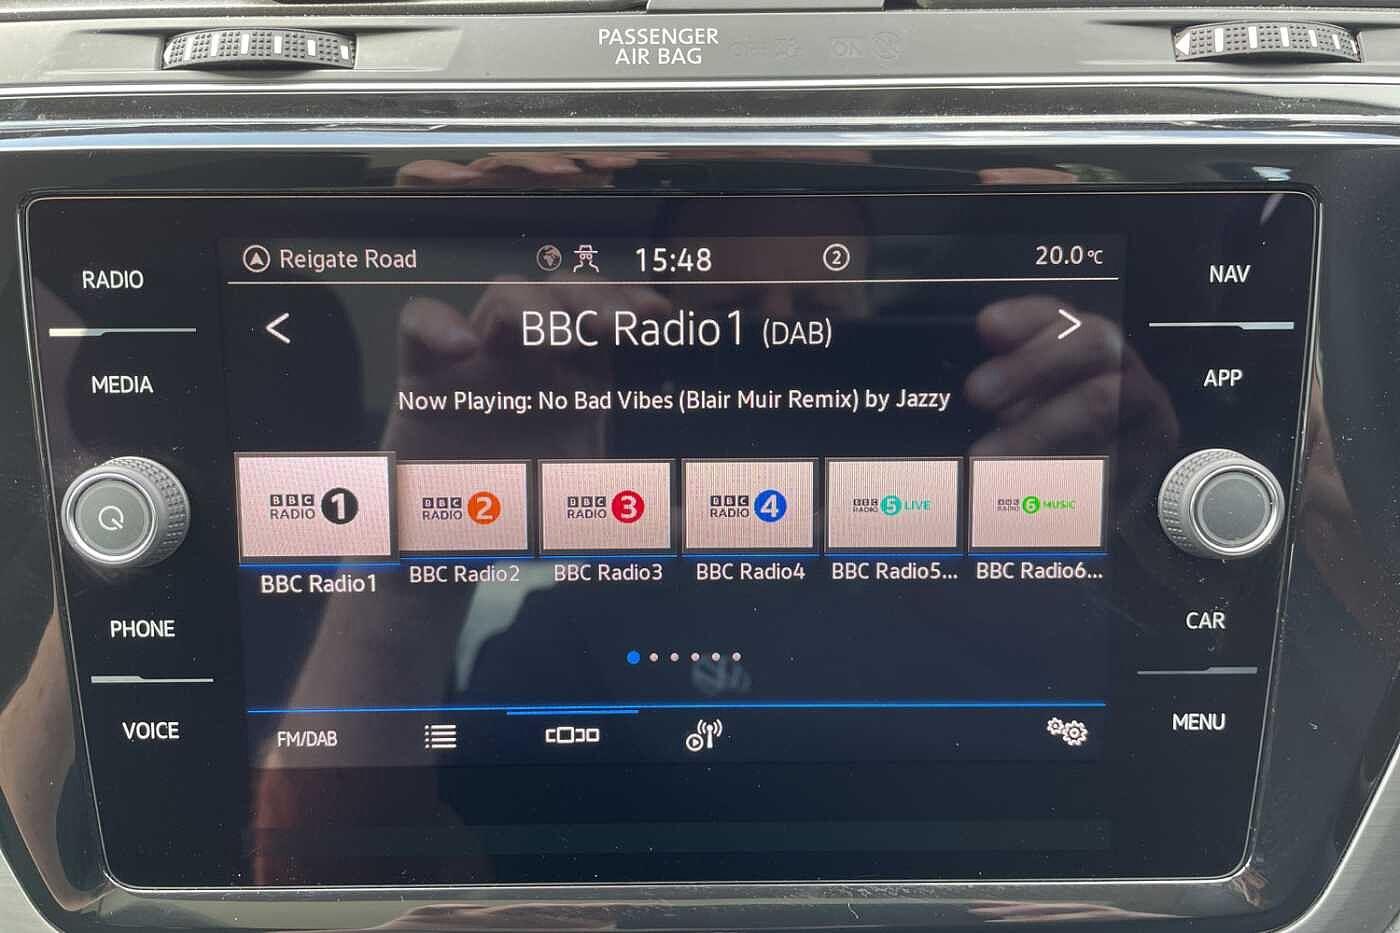 PASSENGER
AIR BAG
RADIO
MEDIA
PHONE
VOICE
Reigate Road
15:48
2
20.0 °C
BBC Radio1 (DAB)
Now Playing: No Bad Vibes (Blair Muir Remix) by Jazzy
BBC RADIO 1
BBC RADIO 2
BBC RADIO 3
BBC RADIO 4
BBC RADIO 5 LIVE
BBC RADIO 6 MUSIC
BBC Radio1
BBC Radio2
BBC Radio3
BBC Radio4
BBC Radio5...
BBC Radio6...
FM/DAB
NAV
APP
CAR
MENU